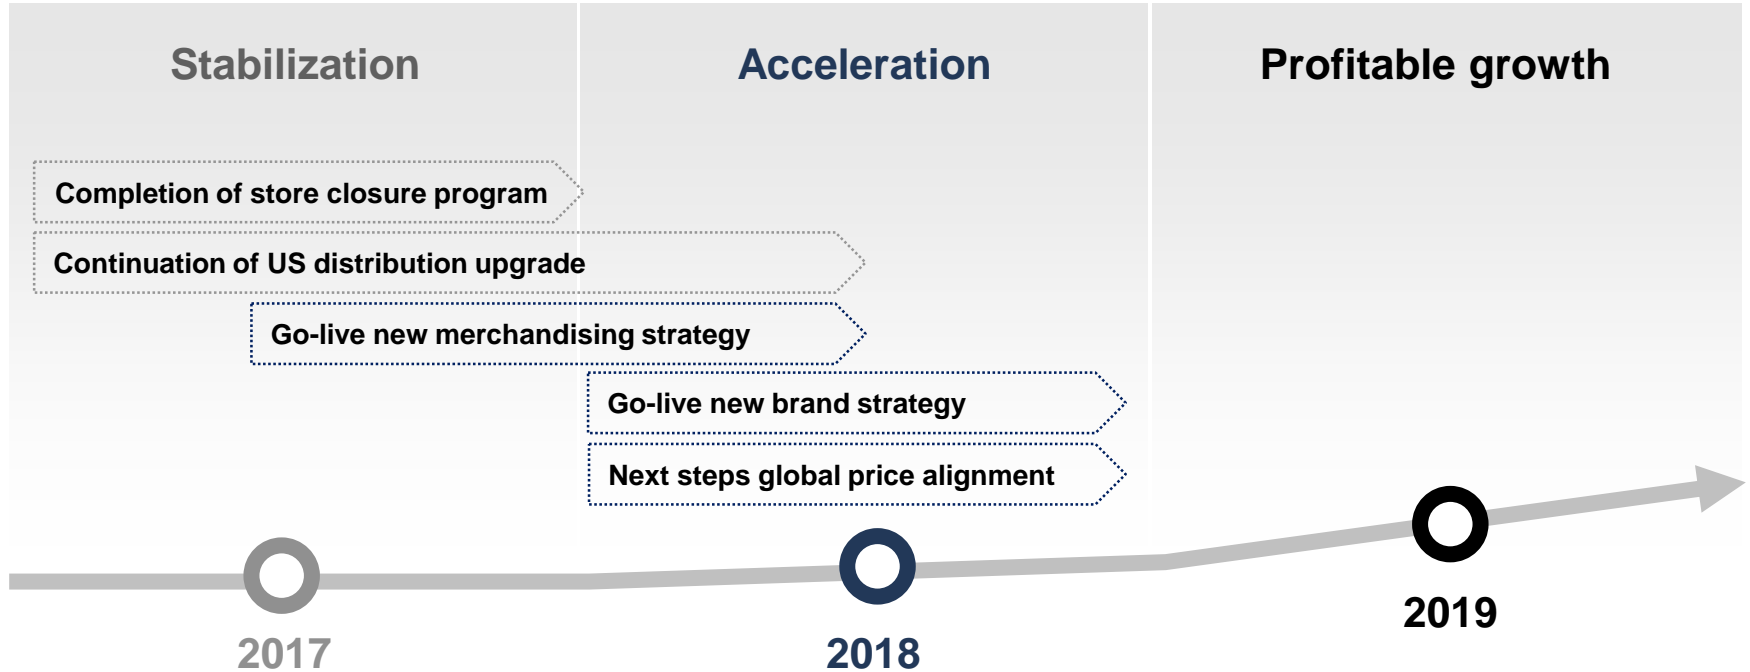 Stabilization
Acceleration
Profitable growth
Completion of store closure program
Continuation of US distribution upgrade
Go-live new merchandising strategy
Go-live new brand strategy
Next steps global price alignment
2017
2018
2019